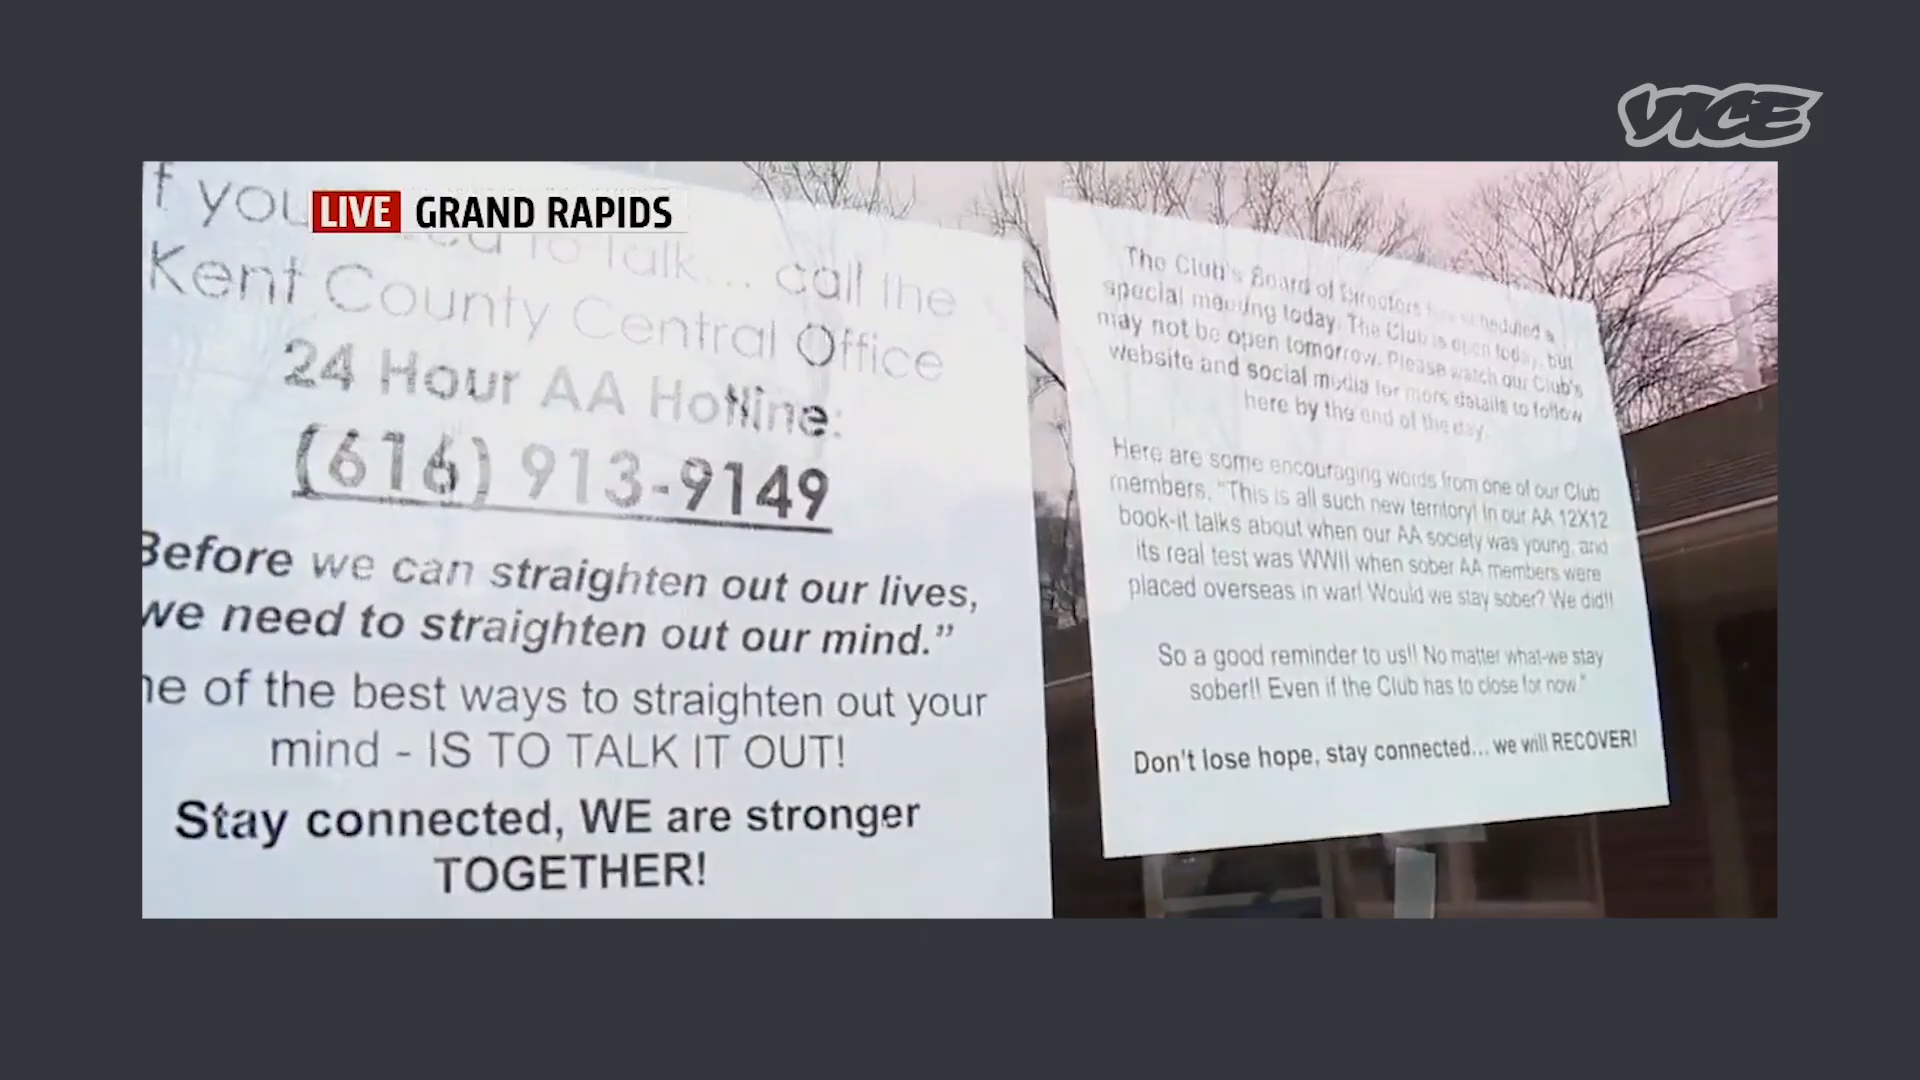 VICE
LIVE GRAND RAPIDS
f you need to talk... call the
Kent County Central Office
24 Hour AA Hotline:
(616) 913-9149
Before we can straighten out our lives,
we need to straighten out our mind.”
ne of the best ways to straighten out your
mind - IS TO TALK IT OUT!
Stay connected, WE are stronger
TOGETHER!
The Club's Board of Directors has scheduled a
special meeting today. The Club is open today, but
may not be open tomorrow. Please watch our Club's
website and social media for more details to follow
here by the end of the day.
Here are some encouraging words from one of our Club
members, "This is all such new territory! In our AA 12X12
book-it talks about when our AA society was young, and
its real test was WWII when sober AA members were
placed overseas in war! Would we stay sober? We did!!
So a good reminder to us!! No matter what-we stay
sober!! Even if the Club has to close for now."
Don't lose hope, stay connected... we will RECOVER!